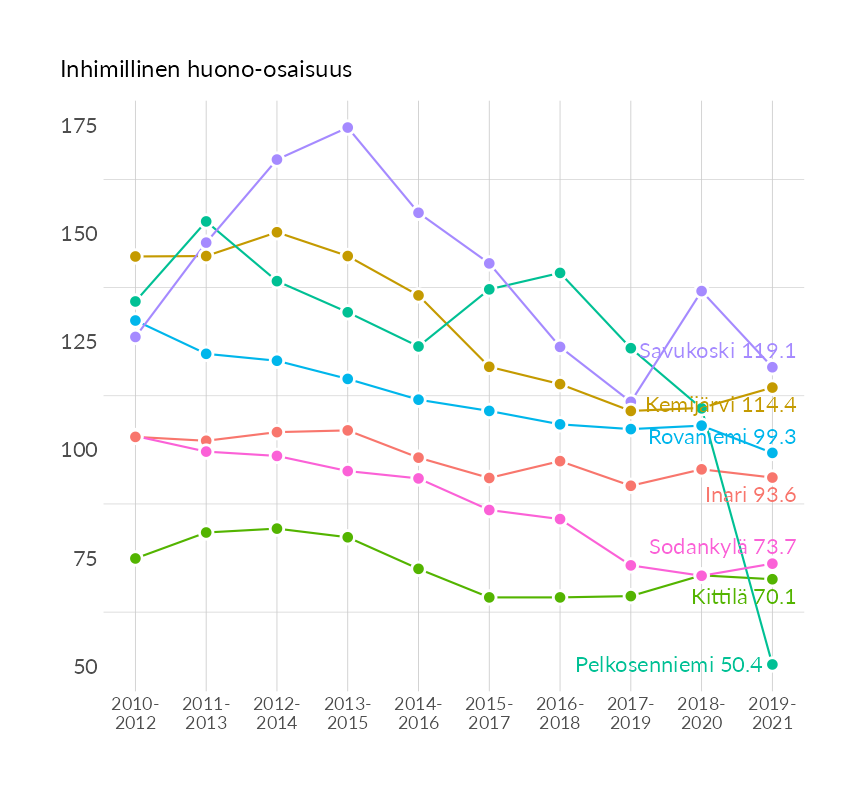 Inhimillinen huono-osaisuus
175
150
125
100
75
50
Savukoski 119.1
Kemijärvi 114.4
Rovaniemi 99.3
Inari 93.6
Sodankylä 73.7
Kittilä 70.1
Pelkosenniemi 50.4
2010-2012 2011-2013 2012-2014 2013-2015 2014-2016 2015-2017 2016-2018 2017-2019 2018-2020 2019-2021